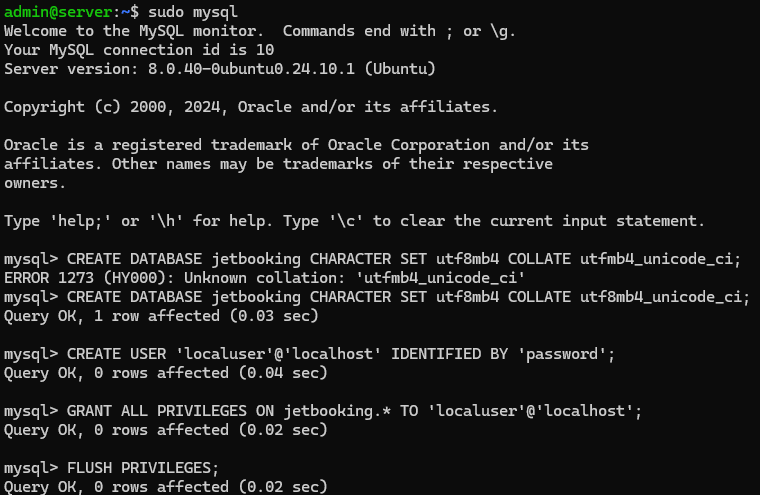 admin@server:~$ sudo mysql
Welcome to the MySQL monitor.  Commands end with ; or \g.
Your MySQL connection id is 10
Server version: 8.0.40-0ubuntu0.24.10.1 (Ubuntu)
Copyright (c) 2000, 2024, Oracle and/or its affiliates.
Oracle is a registered trademark of Oracle Corporation and/or its
affiliates. Other names may be trademarks of their respective
owners.
Type 'help;' or '\h' for help. Type '\c' to clear the current input statement.
mysql> CREATE DATABASE jetbooking CHARACTER SET utf8mb4 COLLATE utfmb4_unicode_ci;
ERROR 1273 (HY000): Unknown collation: 'utfmb4_unicode_ci'
mysql> CREATE DATABASE jetbooking CHARACTER SET utf8mb4 COLLATE utf8mb4_unicode_ci;
Query OK, 1 row affected (0.03 sec)
mysql> CREATE USER 'localuser'@'localhost' IDENTIFIED BY 'password';
Query OK, 0 rows affected (0.04 sec)
mysql> GRANT ALL PRIVILEGES ON jetbooking.* TO 'localuser'@'localhost';
Query OK, 0 rows affected (0.02 sec)
mysql> FLUSH PRIVILEGES;
Query OK, 0 rows affected (0.02 sec)